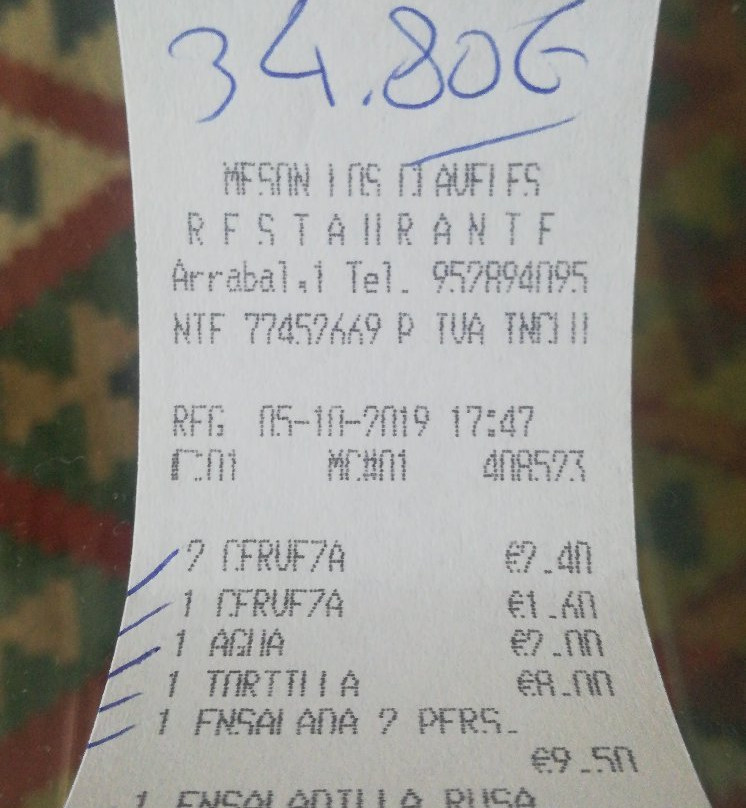 34.80€
MESON LOS CLAVELES
RESTAURANTE
Arrabal,1 Tel. 952894095
NIF 77452669 P IVA INCLU
REG 05-10-2019 17:47
C01 MC#01 408523
2 CERVEZA €2.40
1 CERVEZA €1.60
1 AGUA €2.00
1 TORTILLA €8.00
1 ENSALADA 2 PERS.
€9.50
1 ENSALADILLA RUSA